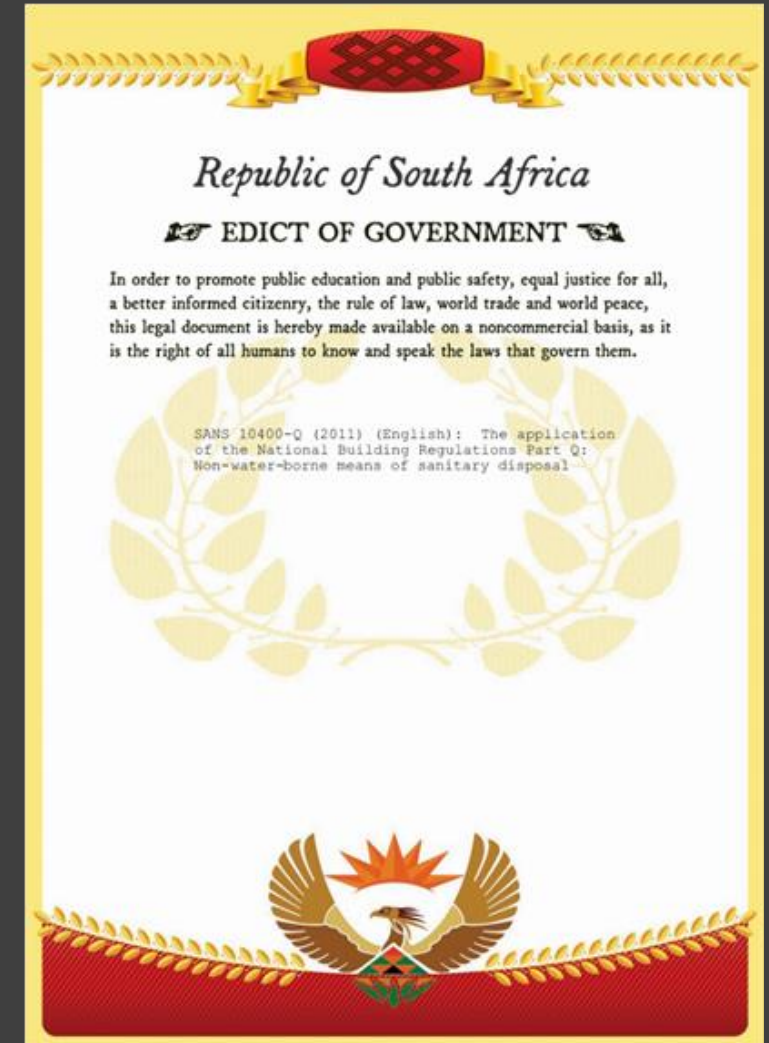 Republic of South Africa
EDICT OF GOVERNMENT
In order to promote public education and public safety, equal justice for all,
a better informed citizenry, the rule of law, world trade and world peace,
this legal document is hereby made available on a noncommercial basis, as it
is the right of all humans to know and speak the laws that govern them.
SANS 10400-Q (2011) (English): The application
of the National Building Regulations Part Q:
Non-water-borne means of sanitary disposal